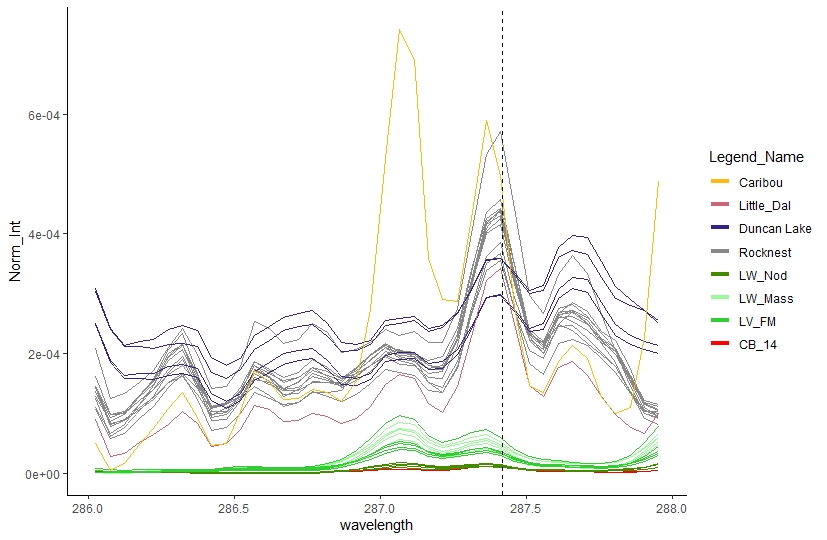 6e-04
4e-04
2e-04
0e+00
Norm_Int
286.0
286.5
287.0
287.5
288.0
wavelength
Legend_Name
Caribou
Little_Dal
Duncan Lake
Rocknest
LW_Nod
LW_Mass
LV_FM
CB_14